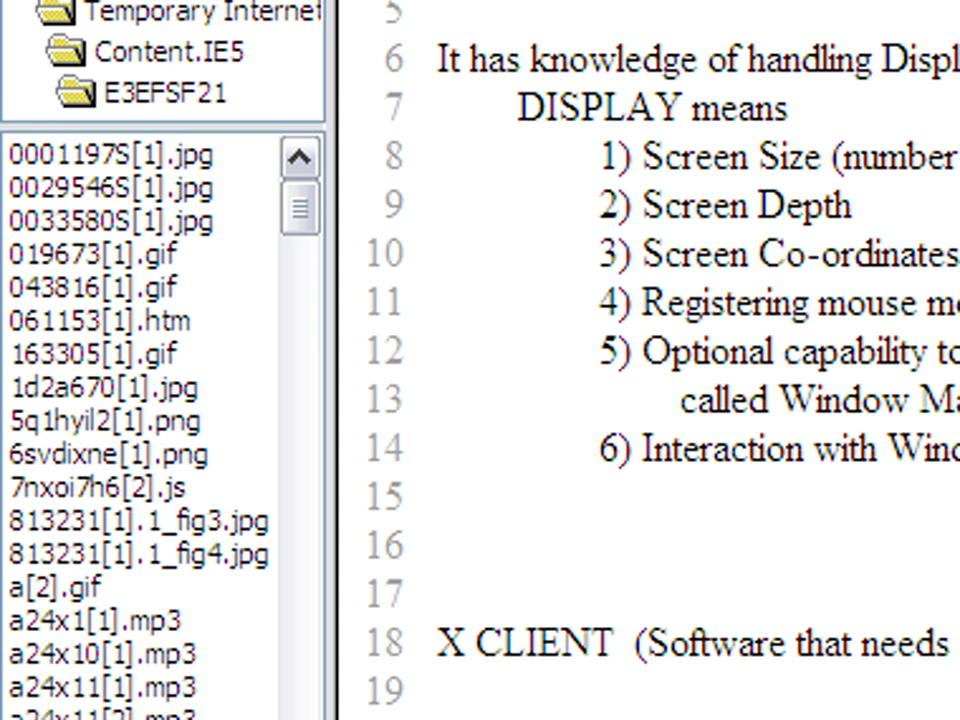 Temporary Internet
Content.IE5
E3EFSF21
0001197S[1].jpg
0029546S[1].jpg
0033580S[1].jpg
019673[1].gif
043816[1].gif
061153[1].htm
163305[1].gif
1d2a670[1].jpg
5q1hyil2[1].png
6svdixne[1].png
7nxoi7h6[2].js
813231[1].1_fig3.jpg
813231[1].1_fig4.jpg
a[2].gif
a24x1[1].mp3
a24x10[1].mp3
a24x11[1].mp3
a24x11[2].mp3
5
6 It has knowledge of handling Displ
7 DISPLAY means
8 1) Screen Size (number
9 2) Screen Depth
10 3) Screen Co-ordinates
11 4) Registering mouse mo
12 5) Optional capability to
13 called Window Ma
14 6) Interaction with Wind
15
16
17
18 X CLIENT (Software that needs
19